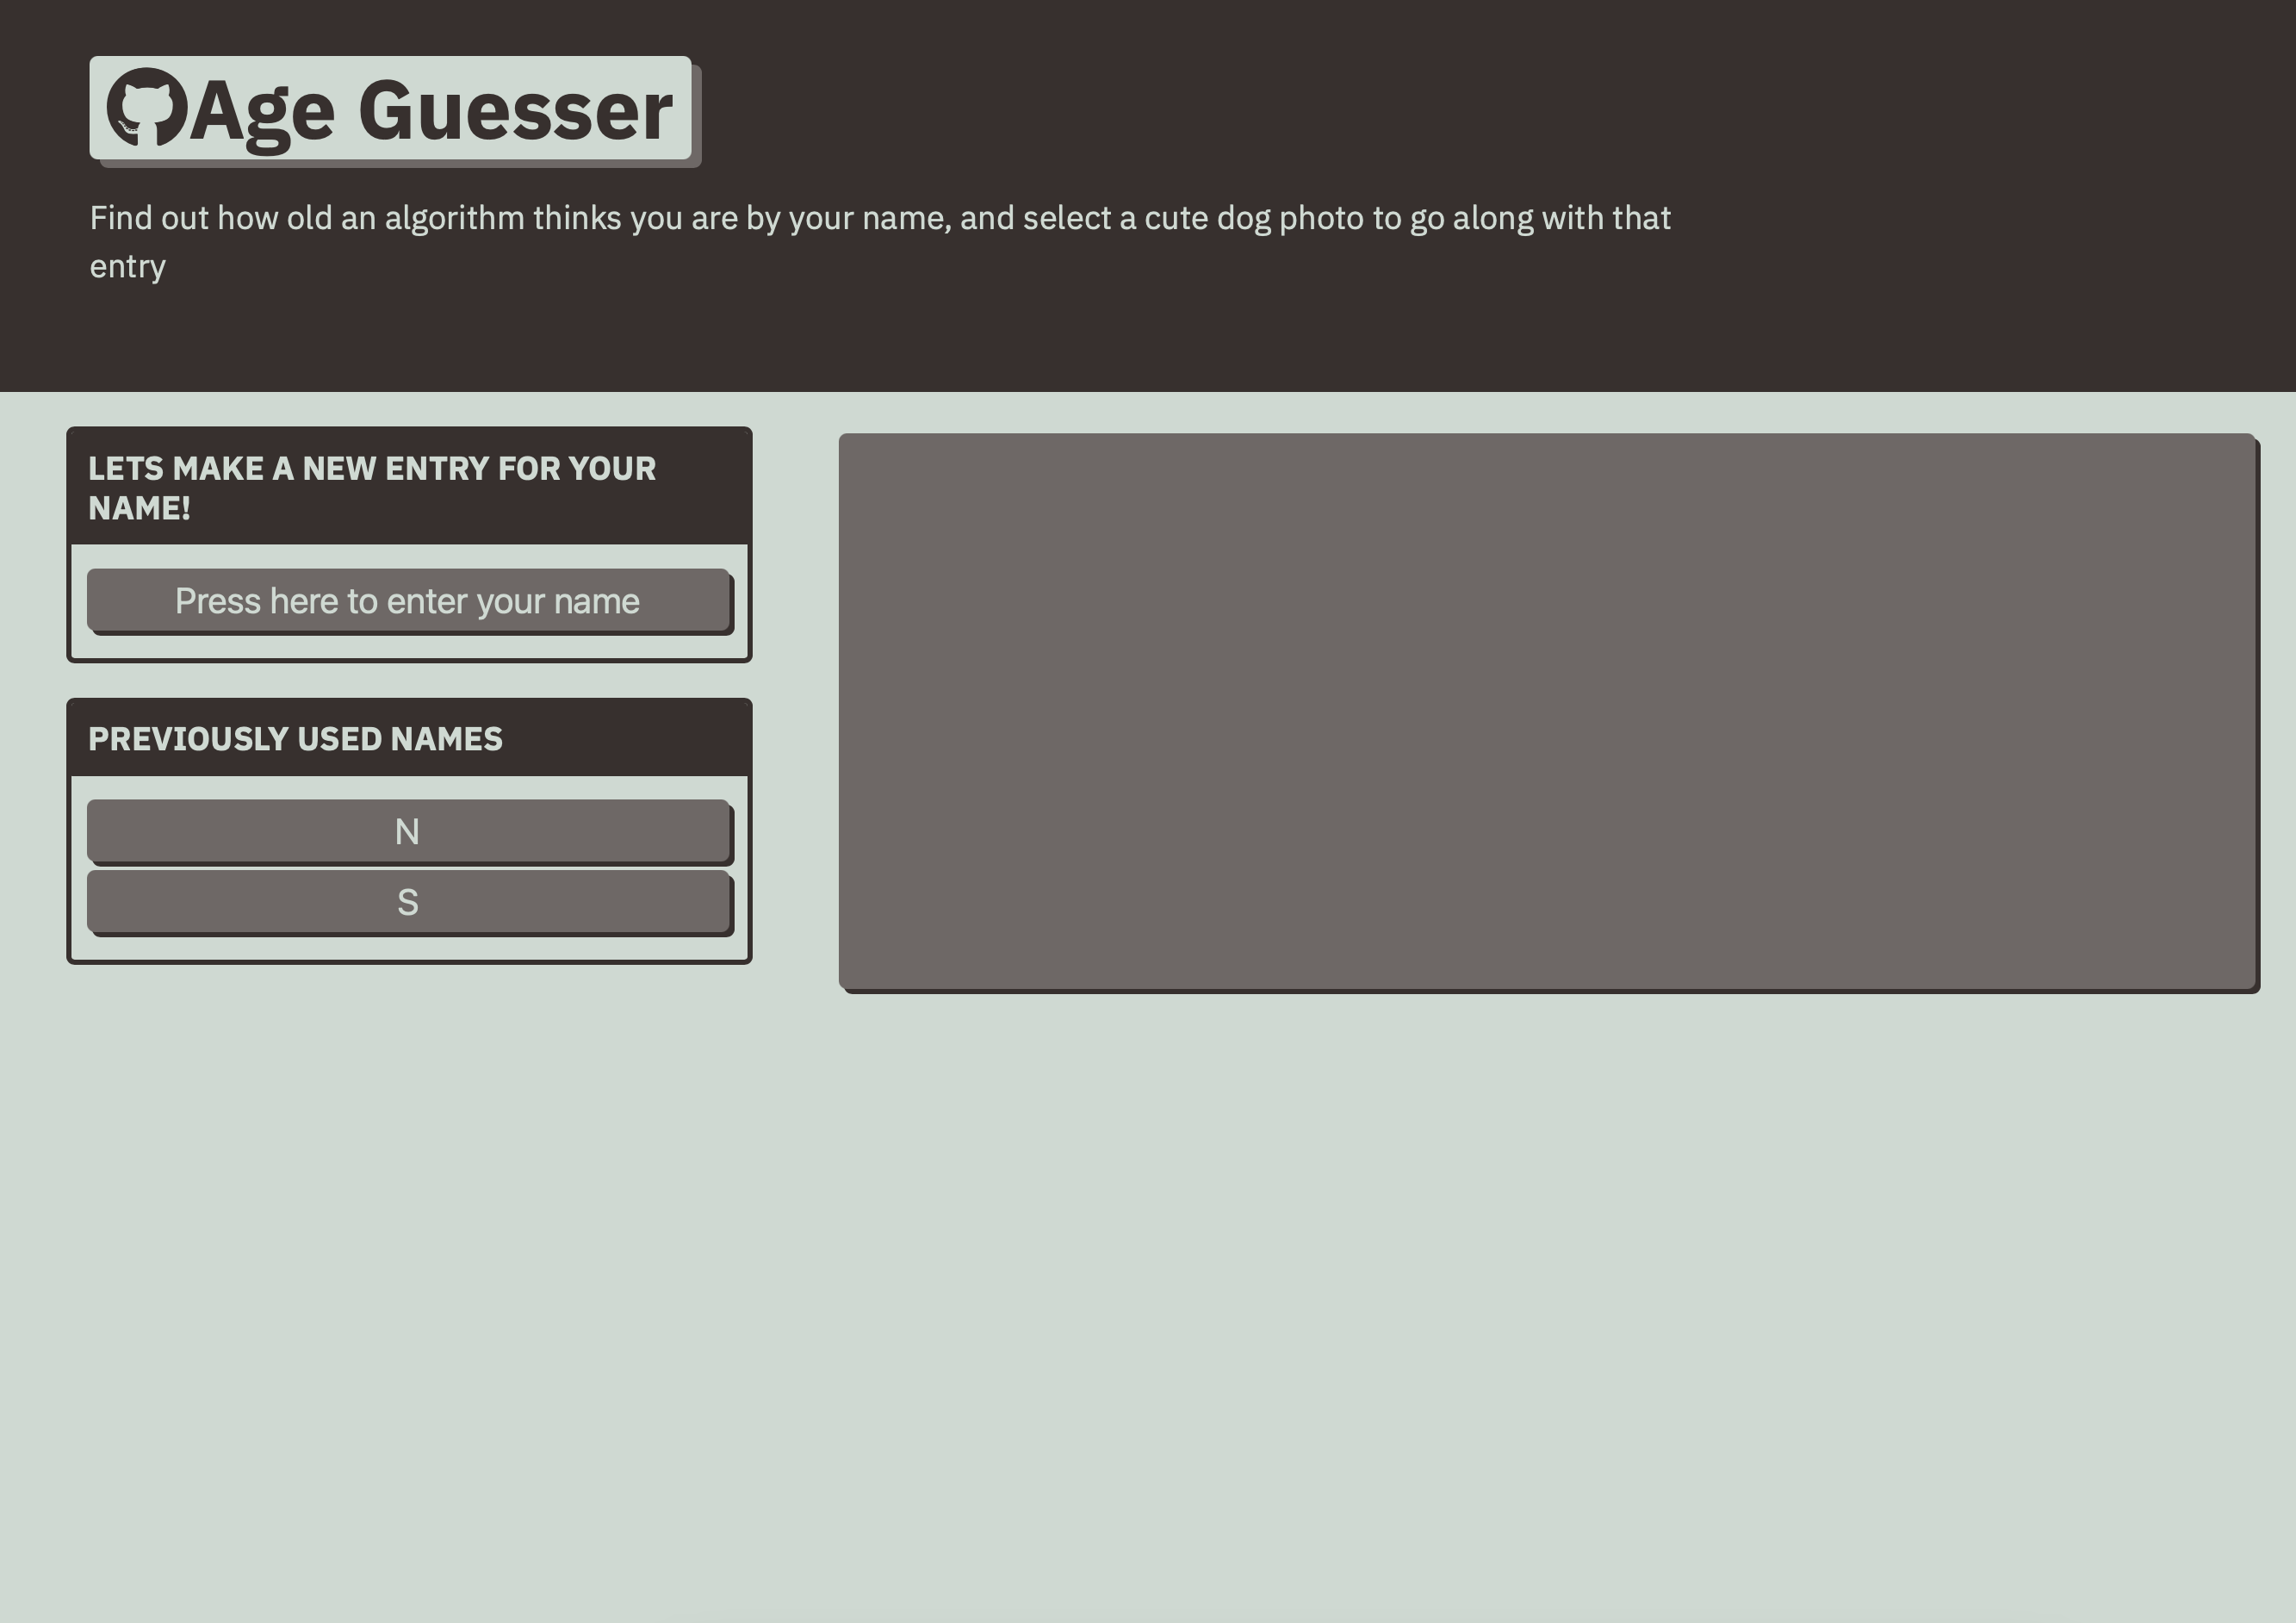 Age Guesser
Find out how old an algorithm thinks you are by your name, and select a cute dog photo to go along with that
entry
LETS MAKE A NEW ENTRY FOR YOUR
NAME!
Press here to enter your name
PREVIOUSLY USED NAMES
N
S